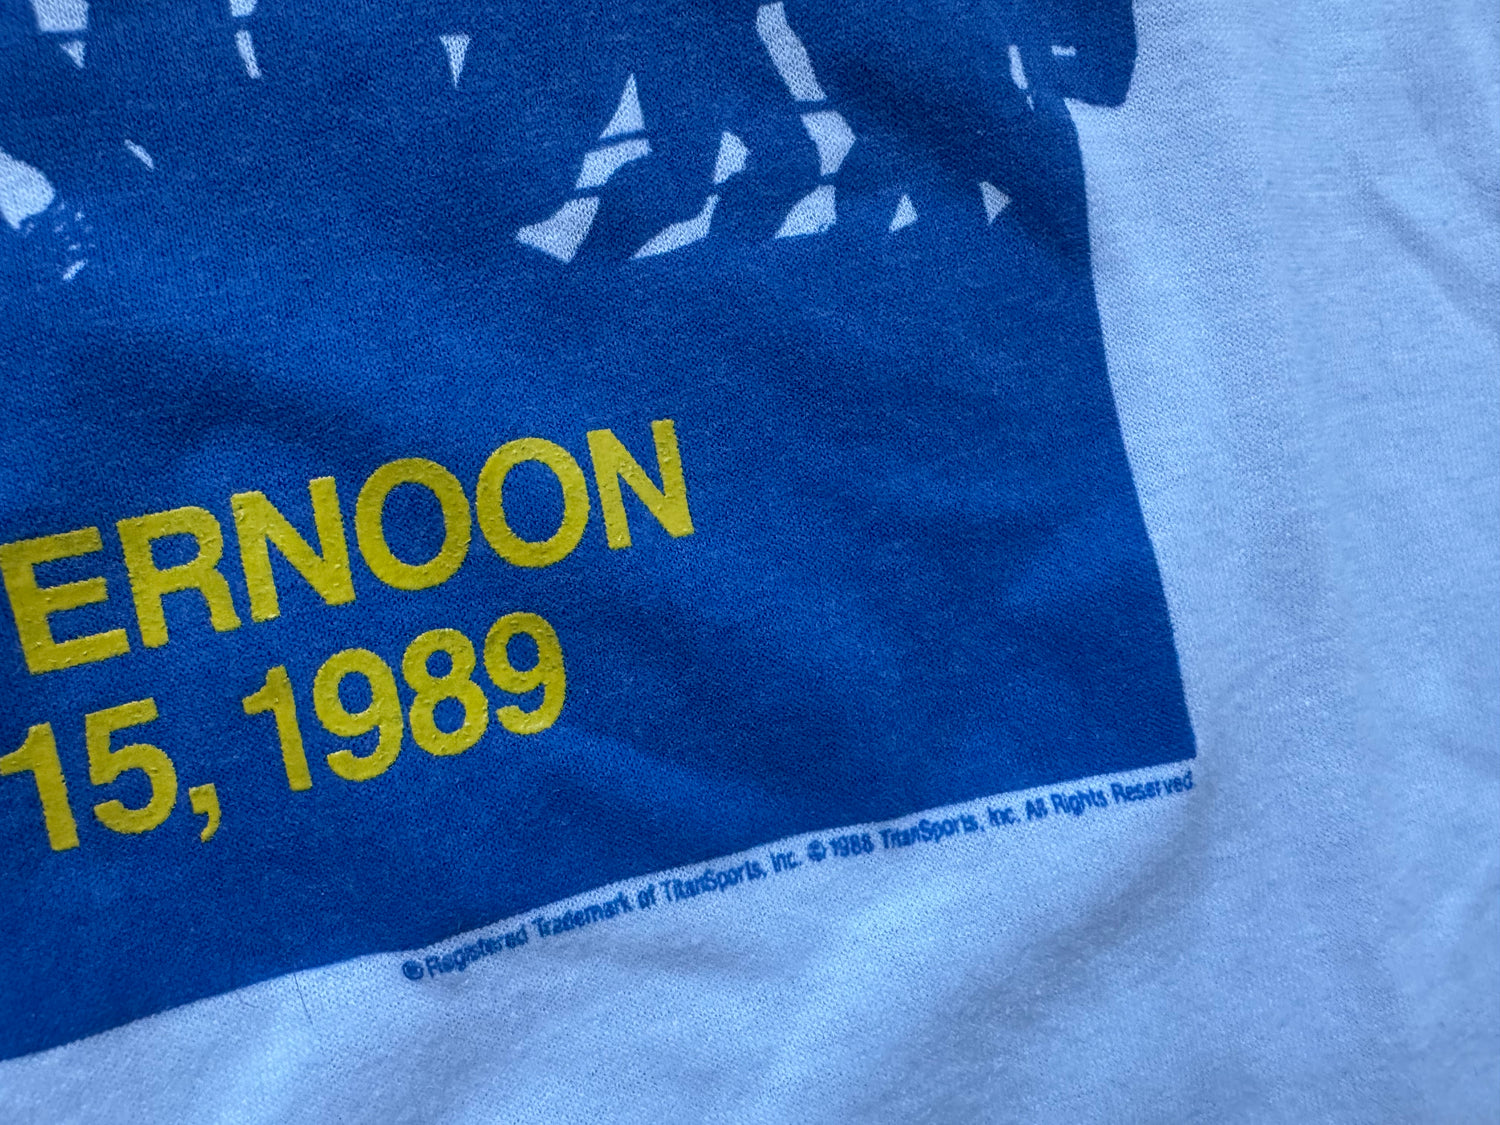 ERNOON
15, 1989
® Registered Trademark of TitanSports, Inc. © 1988 TitanSports, Inc. All Rights Reserved